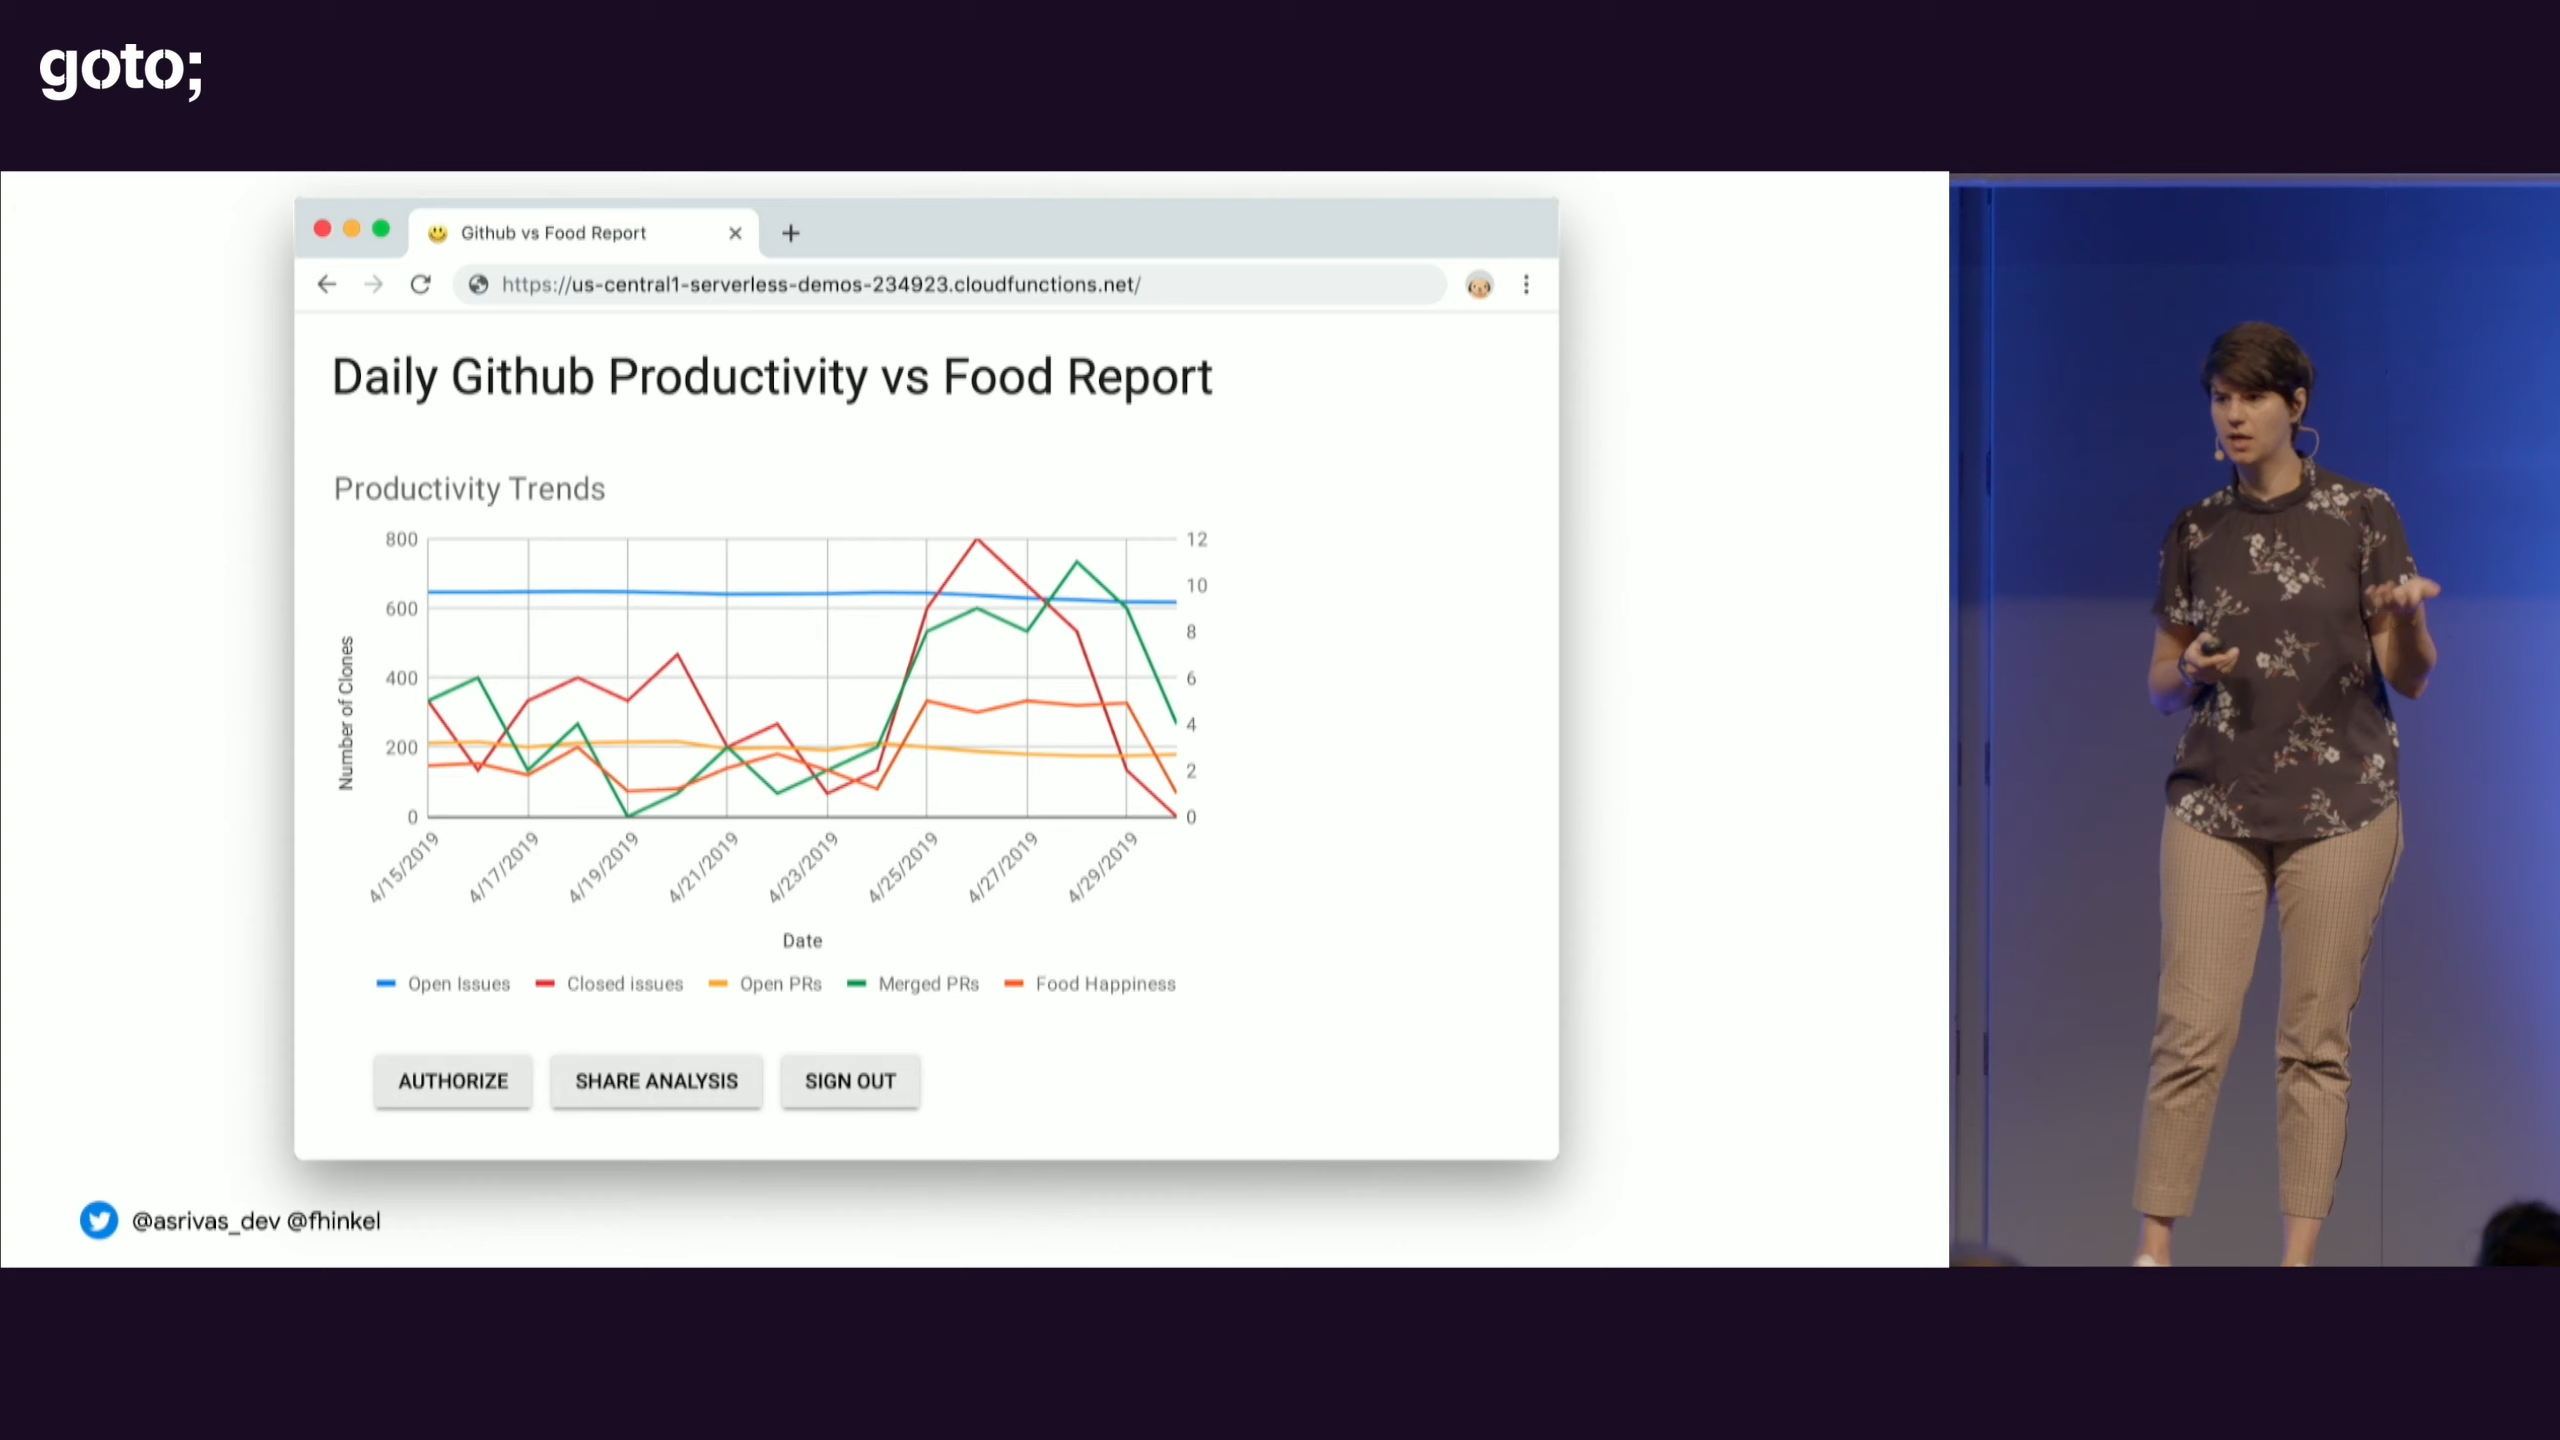 goto;
Github vs Food Report
https://us-central1-serverless-demos-234923.cloudfunctions.net/
Daily Github Productivity vs Food Report
Productivity Trends
800
600
400
200
0
Number of Clones
12
10
8
6
4
2
0
4/15/2019
4/17/2019
4/19/2019
4/21/2019
4/23/2019
4/25/2019
4/27/2019
4/29/2019
Date
Open Issues
Closed issues
Open PRs
Merged PRs
Food Happiness
AUTHORIZE
SHARE ANALYSIS
SIGN OUT
@asrivas_dev @fhinkel